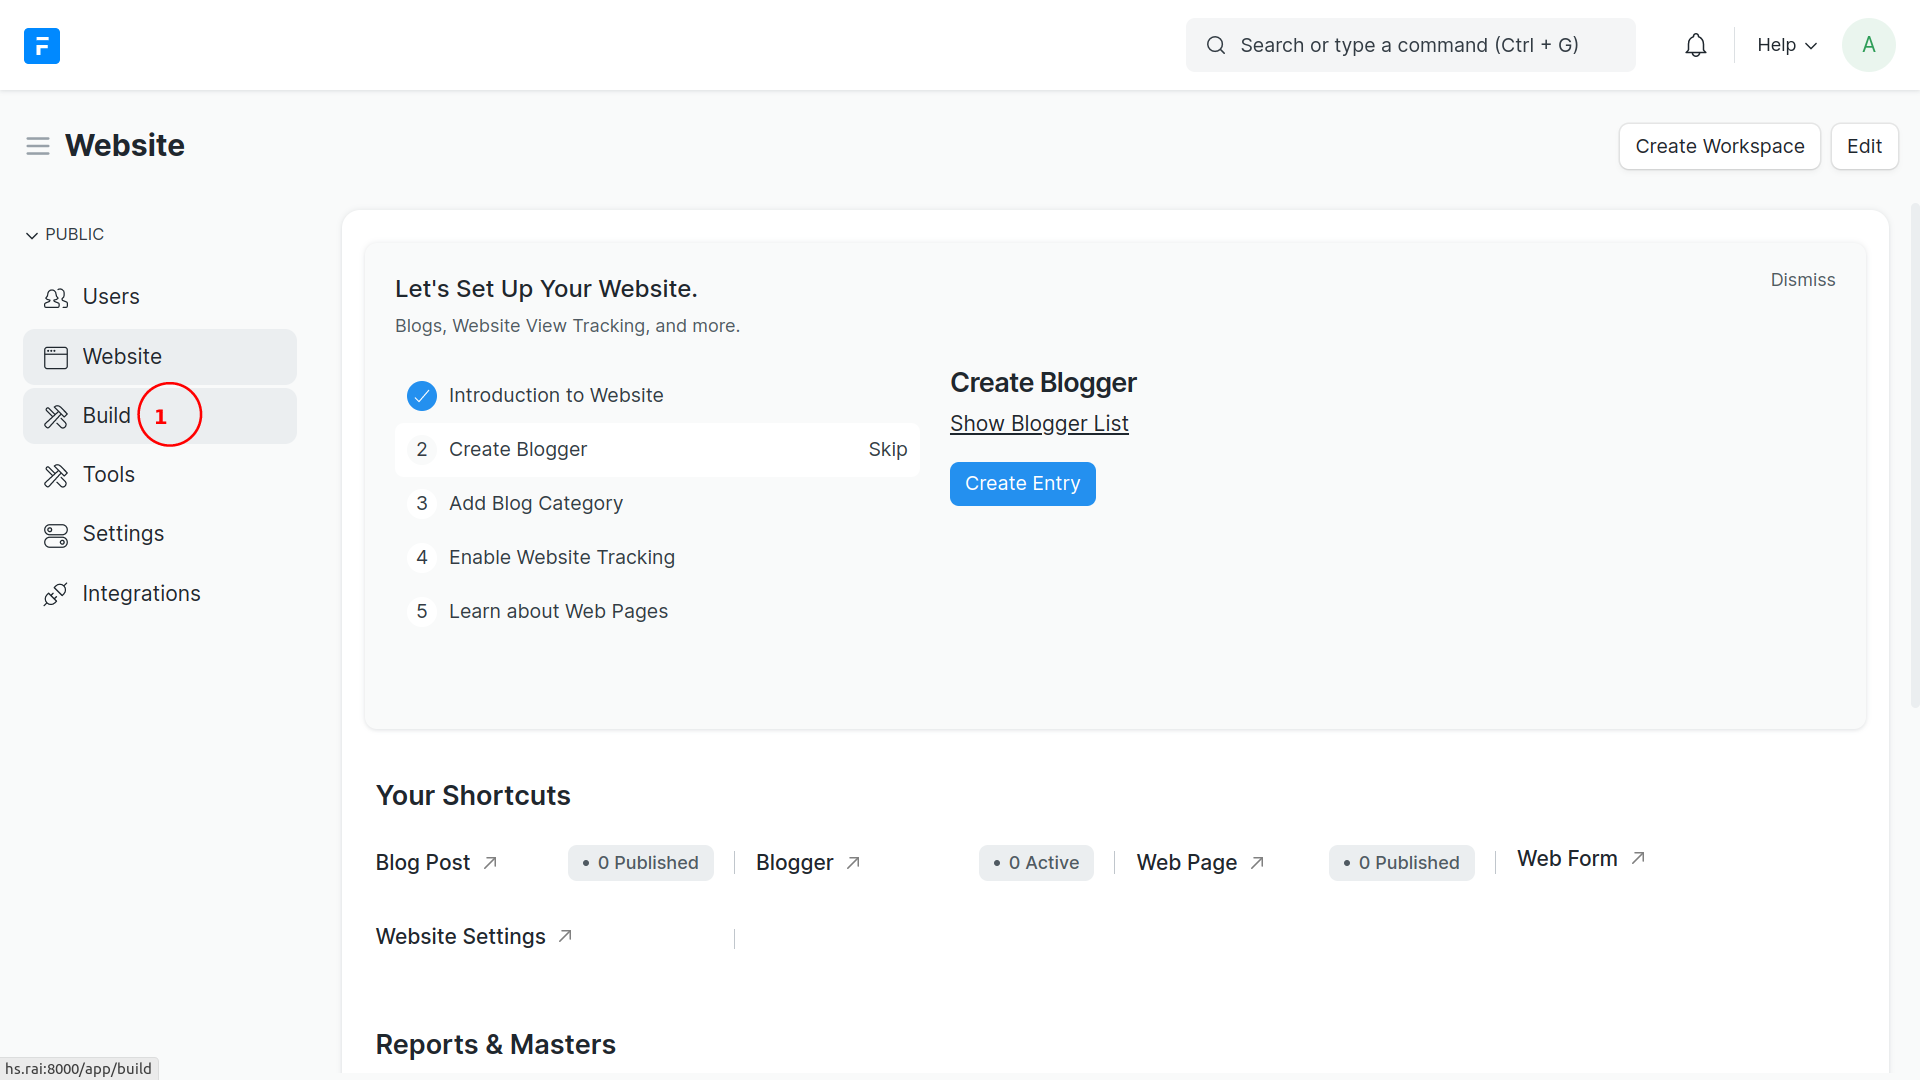 F
Search or type a command (Ctrl + G)
Help
A
Website
Create Workspace
Edit
PUBLIC
Users
Website
Build
1
Tools
Settings
Integrations
Let's Set Up Your Website.
Dismiss
Blogs, Website View Tracking, and more.
Introduction to Website
2 Create Blogger Skip
3 Add Blog Category
4 Enable Website Tracking
5 Learn about Web Pages
Create Blogger
Show Blogger List
Create Entry
Your Shortcuts
Blog Post • 0 Published
Blogger • 0 Active
Web Page • 0 Published
Web Form
Website Settings
Reports & Masters
hs.rai:8000/app/build